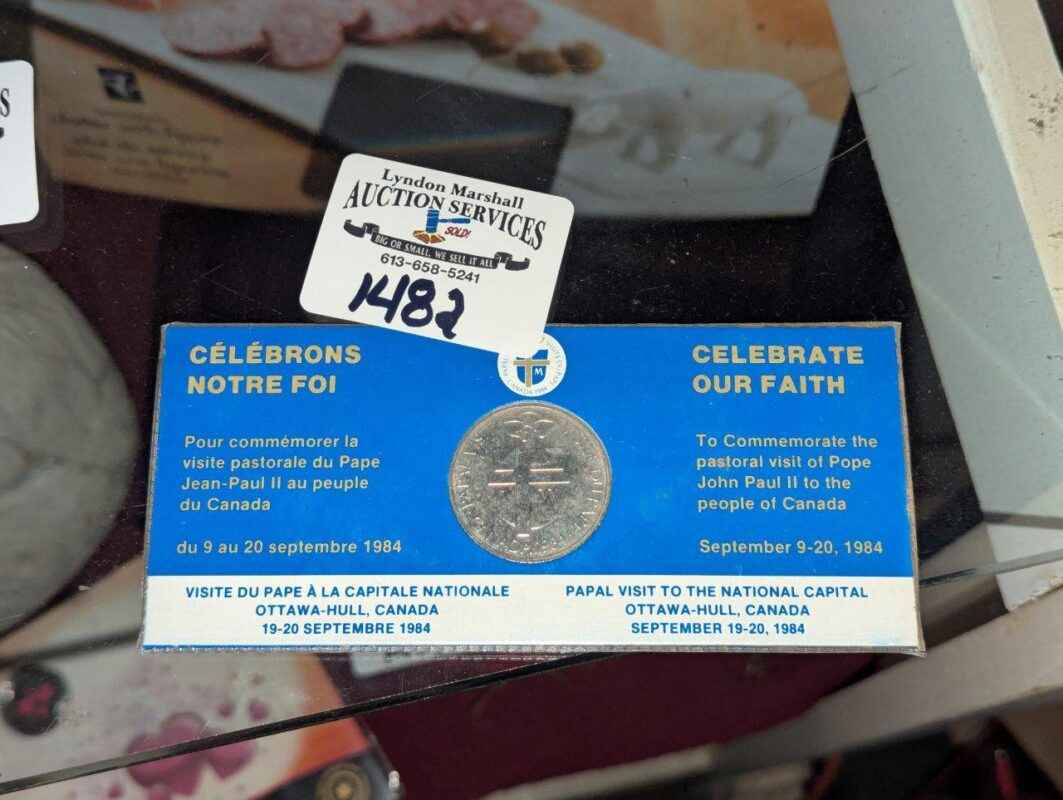 Lyndon Marshall
AUCTION SERVICES
SOLD!
BIG OR SMALL, WE SELL IT ALL
613-658-5241
1482
CÉLÉBRONS
NOTRE FOI
Pour commémorer la
visite pastorale du Pape
Jean-Paul II au peuple
du Canada
du 9 au 20 septembre 1984
CELEBRATE
OUR FAITH
To Commemorate the
pastoral visit of Pope
John Paul II to the
people of Canada
September 9-20, 1984
M
CANADA 1984
VISITE DU PAPE À LA CAPITALE NATIONALE
OTTAWA-HULL, CANADA
19-20 SEPTEMBRE 1984
PAPAL VISIT TO THE NATIONAL CAPITAL
OTTAWA-HULL, CANADA
SEPTEMBER 19-20, 1984